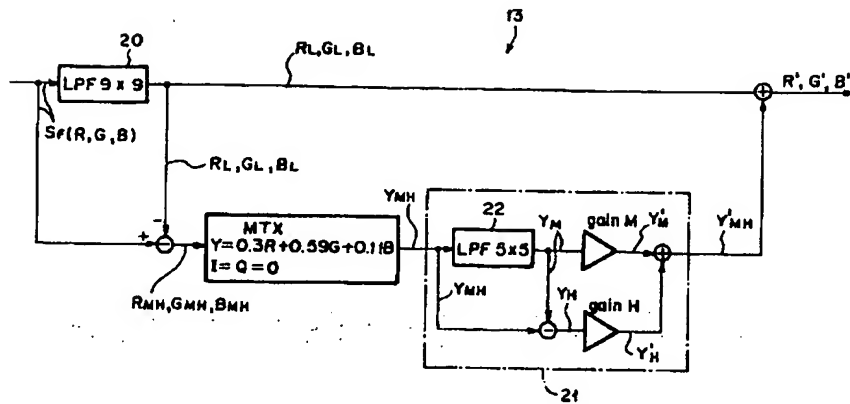 13
20
LPF 9 x 9
RL, GL, BL
R', G', B'
SF(R, G, B)
RL, GL, BL
YMH
MTX
Y=0.3R+0.59G+0.11B
I=Q=0
RMH, GMH, BMH
YMH
22
LPF 5x5
YM
gain M
Y'M
Y'MH
YH
gain H
Y'H
21
+
-
-
+
+